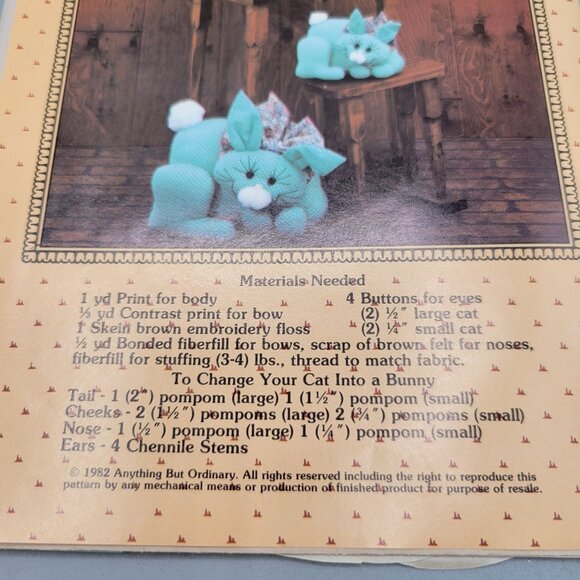 Materials Needed
1 yd Print for body
½ yd Contrast print for bow
1 Skein brown embroidery floss
4 Buttons for eyes
(2) ½" large cat
(2) ¼" small cat
½ yd Bonded fiberfill for bows, scrap of brown felt for noses,
fiberfill for stuffing (3-4) lbs., thread to match fabric.
To Change Your Cat Into a Bunny
Tail - 1 (2") pompom (large) 1 (1½") pompom (small)
Cheeks - 2 (1½") pompoms (large) 2 (¾") pompoms (small)
Nose - 1 (½") pompom (large) 1 (¼") pompom (small)
Ears - 4 Chennile Stems
© 1982 Anything But Ordinary. All rights reserved including the right to reproduce this
pattern by any mechanical means or production of finished product for purpose of resale.